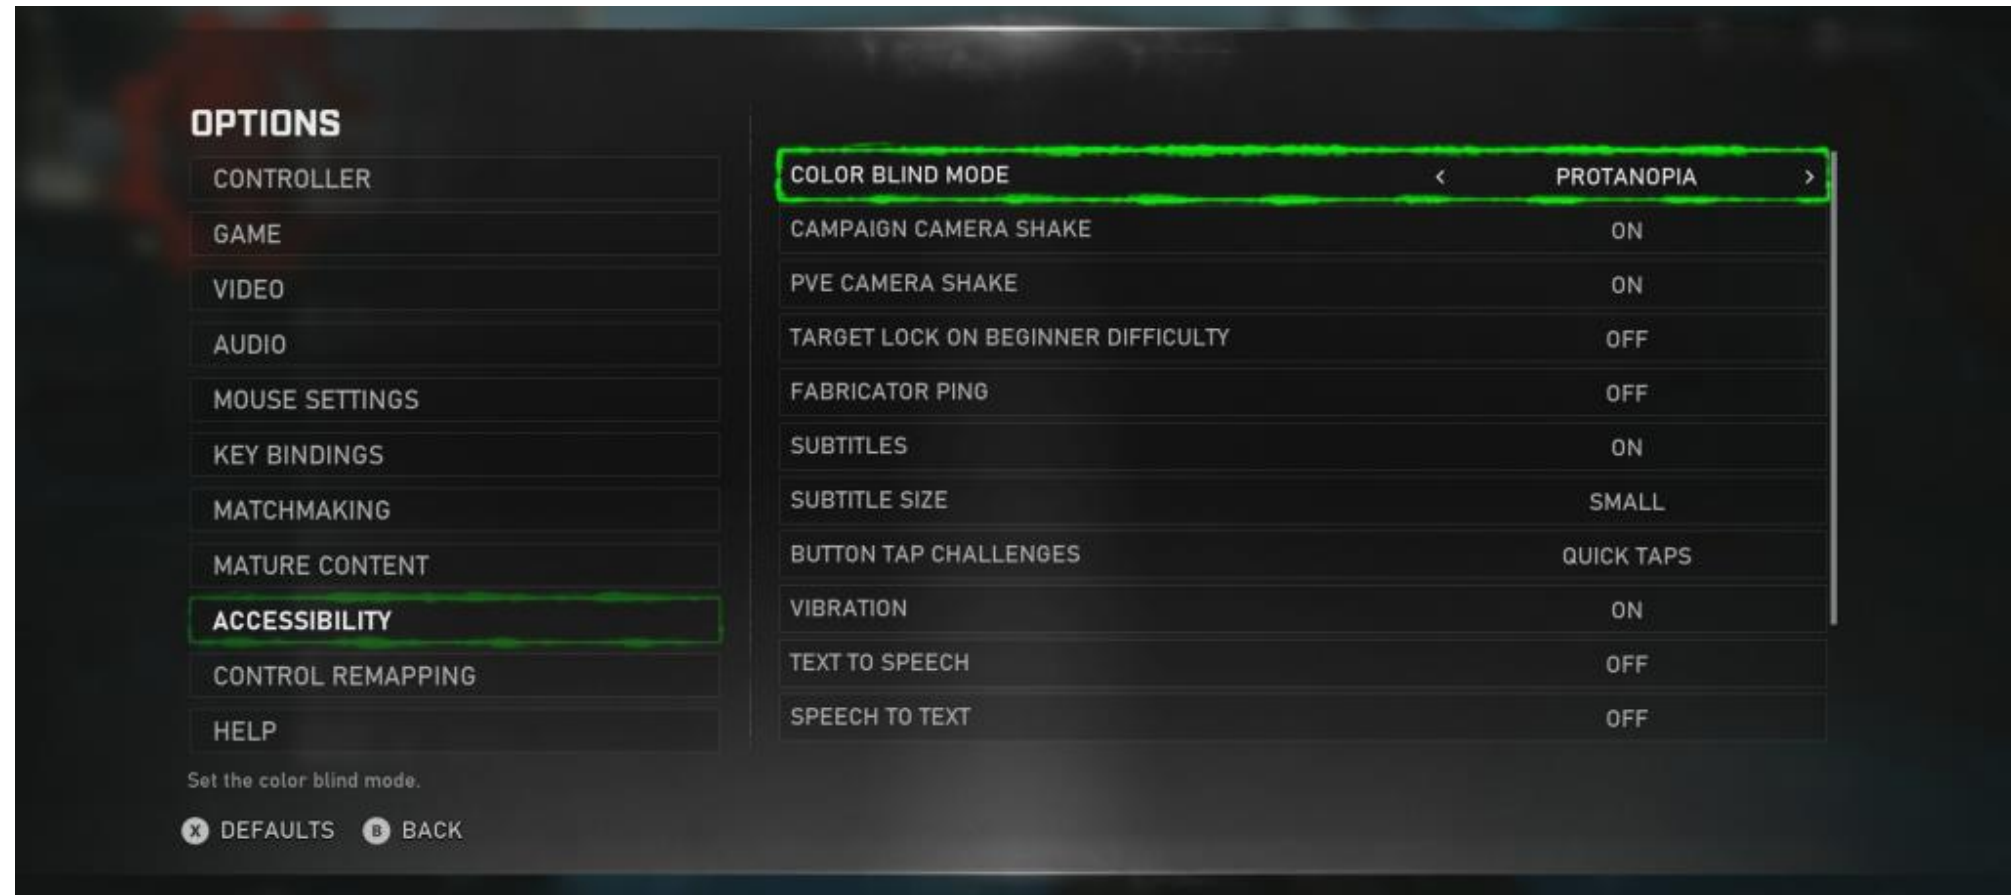 OPTIONS
CONTROLLER
GAME
VIDEO
AUDIO
MOUSE SETTINGS
KEY BINDINGS
MATCHMAKING
MATURE CONTENT
ACCESSIBILITY
CONTROL REMAPPING
HELP
COLOR BLIND MODE < PROTANOPIA >
CAMPAIGN CAMERA SHAKE ON
PVE CAMERA SHAKE ON
TARGET LOCK ON BEGINNER DIFFICULTY OFF
FABRICATOR PING OFF
SUBTITLES ON
SUBTITLE SIZE SMALL
BUTTON TAP CHALLENGES QUICK TAPS
VIBRATION ON
TEXT TO SPEECH OFF
SPEECH TO TEXT OFF
Set the color blind mode.
X DEFAULTS B BACK